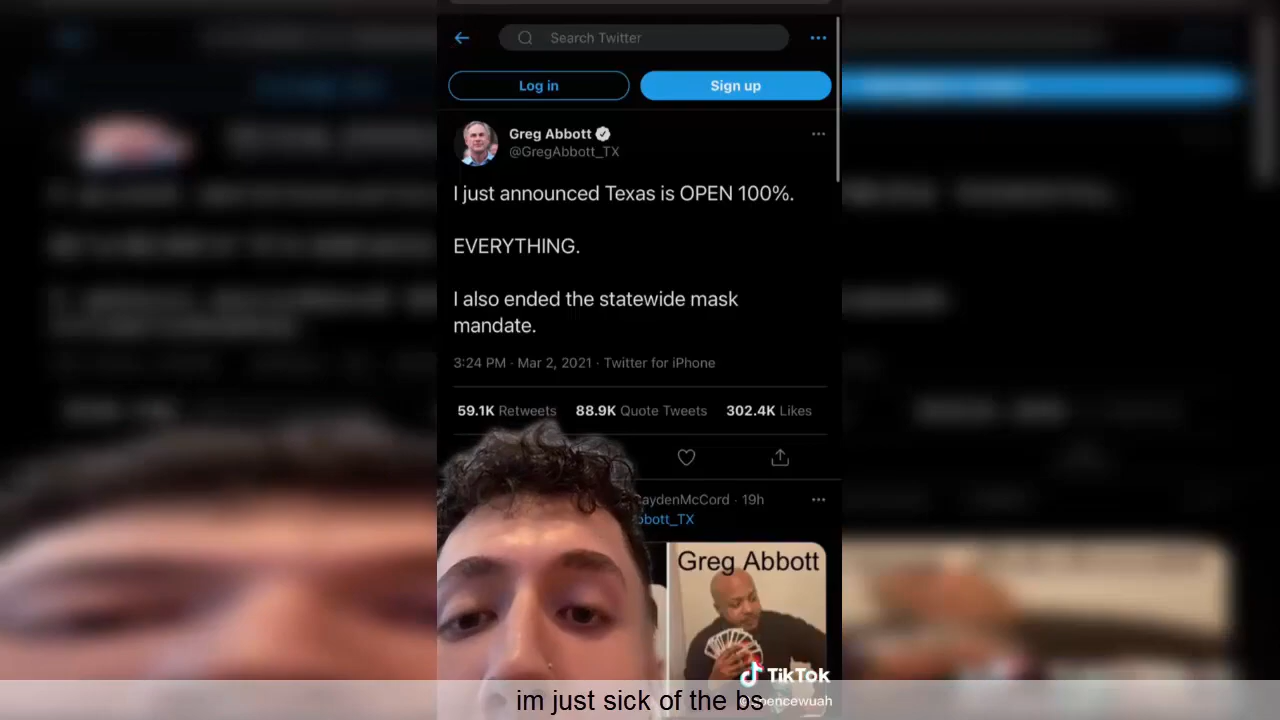 Search Twitter
Log in
Sign up
Greg Abbott
@GregAbbott_TX
I just announced Texas is OPEN 100%.
EVERYTHING.
I also ended the statewide mask
mandate.
3:24 PM · Mar 2, 2021 · Twitter for iPhone
59.1K Retweets 88.9K Quote Tweets 302.4K Likes
CaydenMcCord · 19h
bbott_TX
Greg Abbott
TikTok
im just sick of the bs